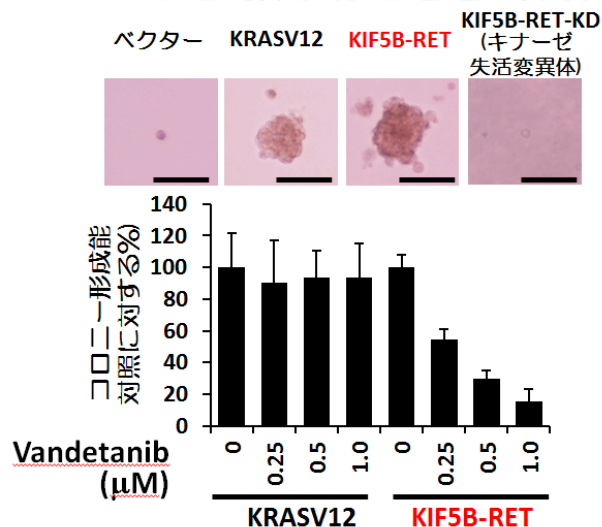 ベクター
KRASV12
KIF5B-RET
KIF5B-RET-KD
(キナーゼ
失活変異体)
コロニー形成能
対照に対する%)
140
120
100
80
60
40
20
0
Vandetanib
(μM)
0
0.25
0.5
1.0
0
0.25
0.5
1.0
KRASV12
KIF5B-RET